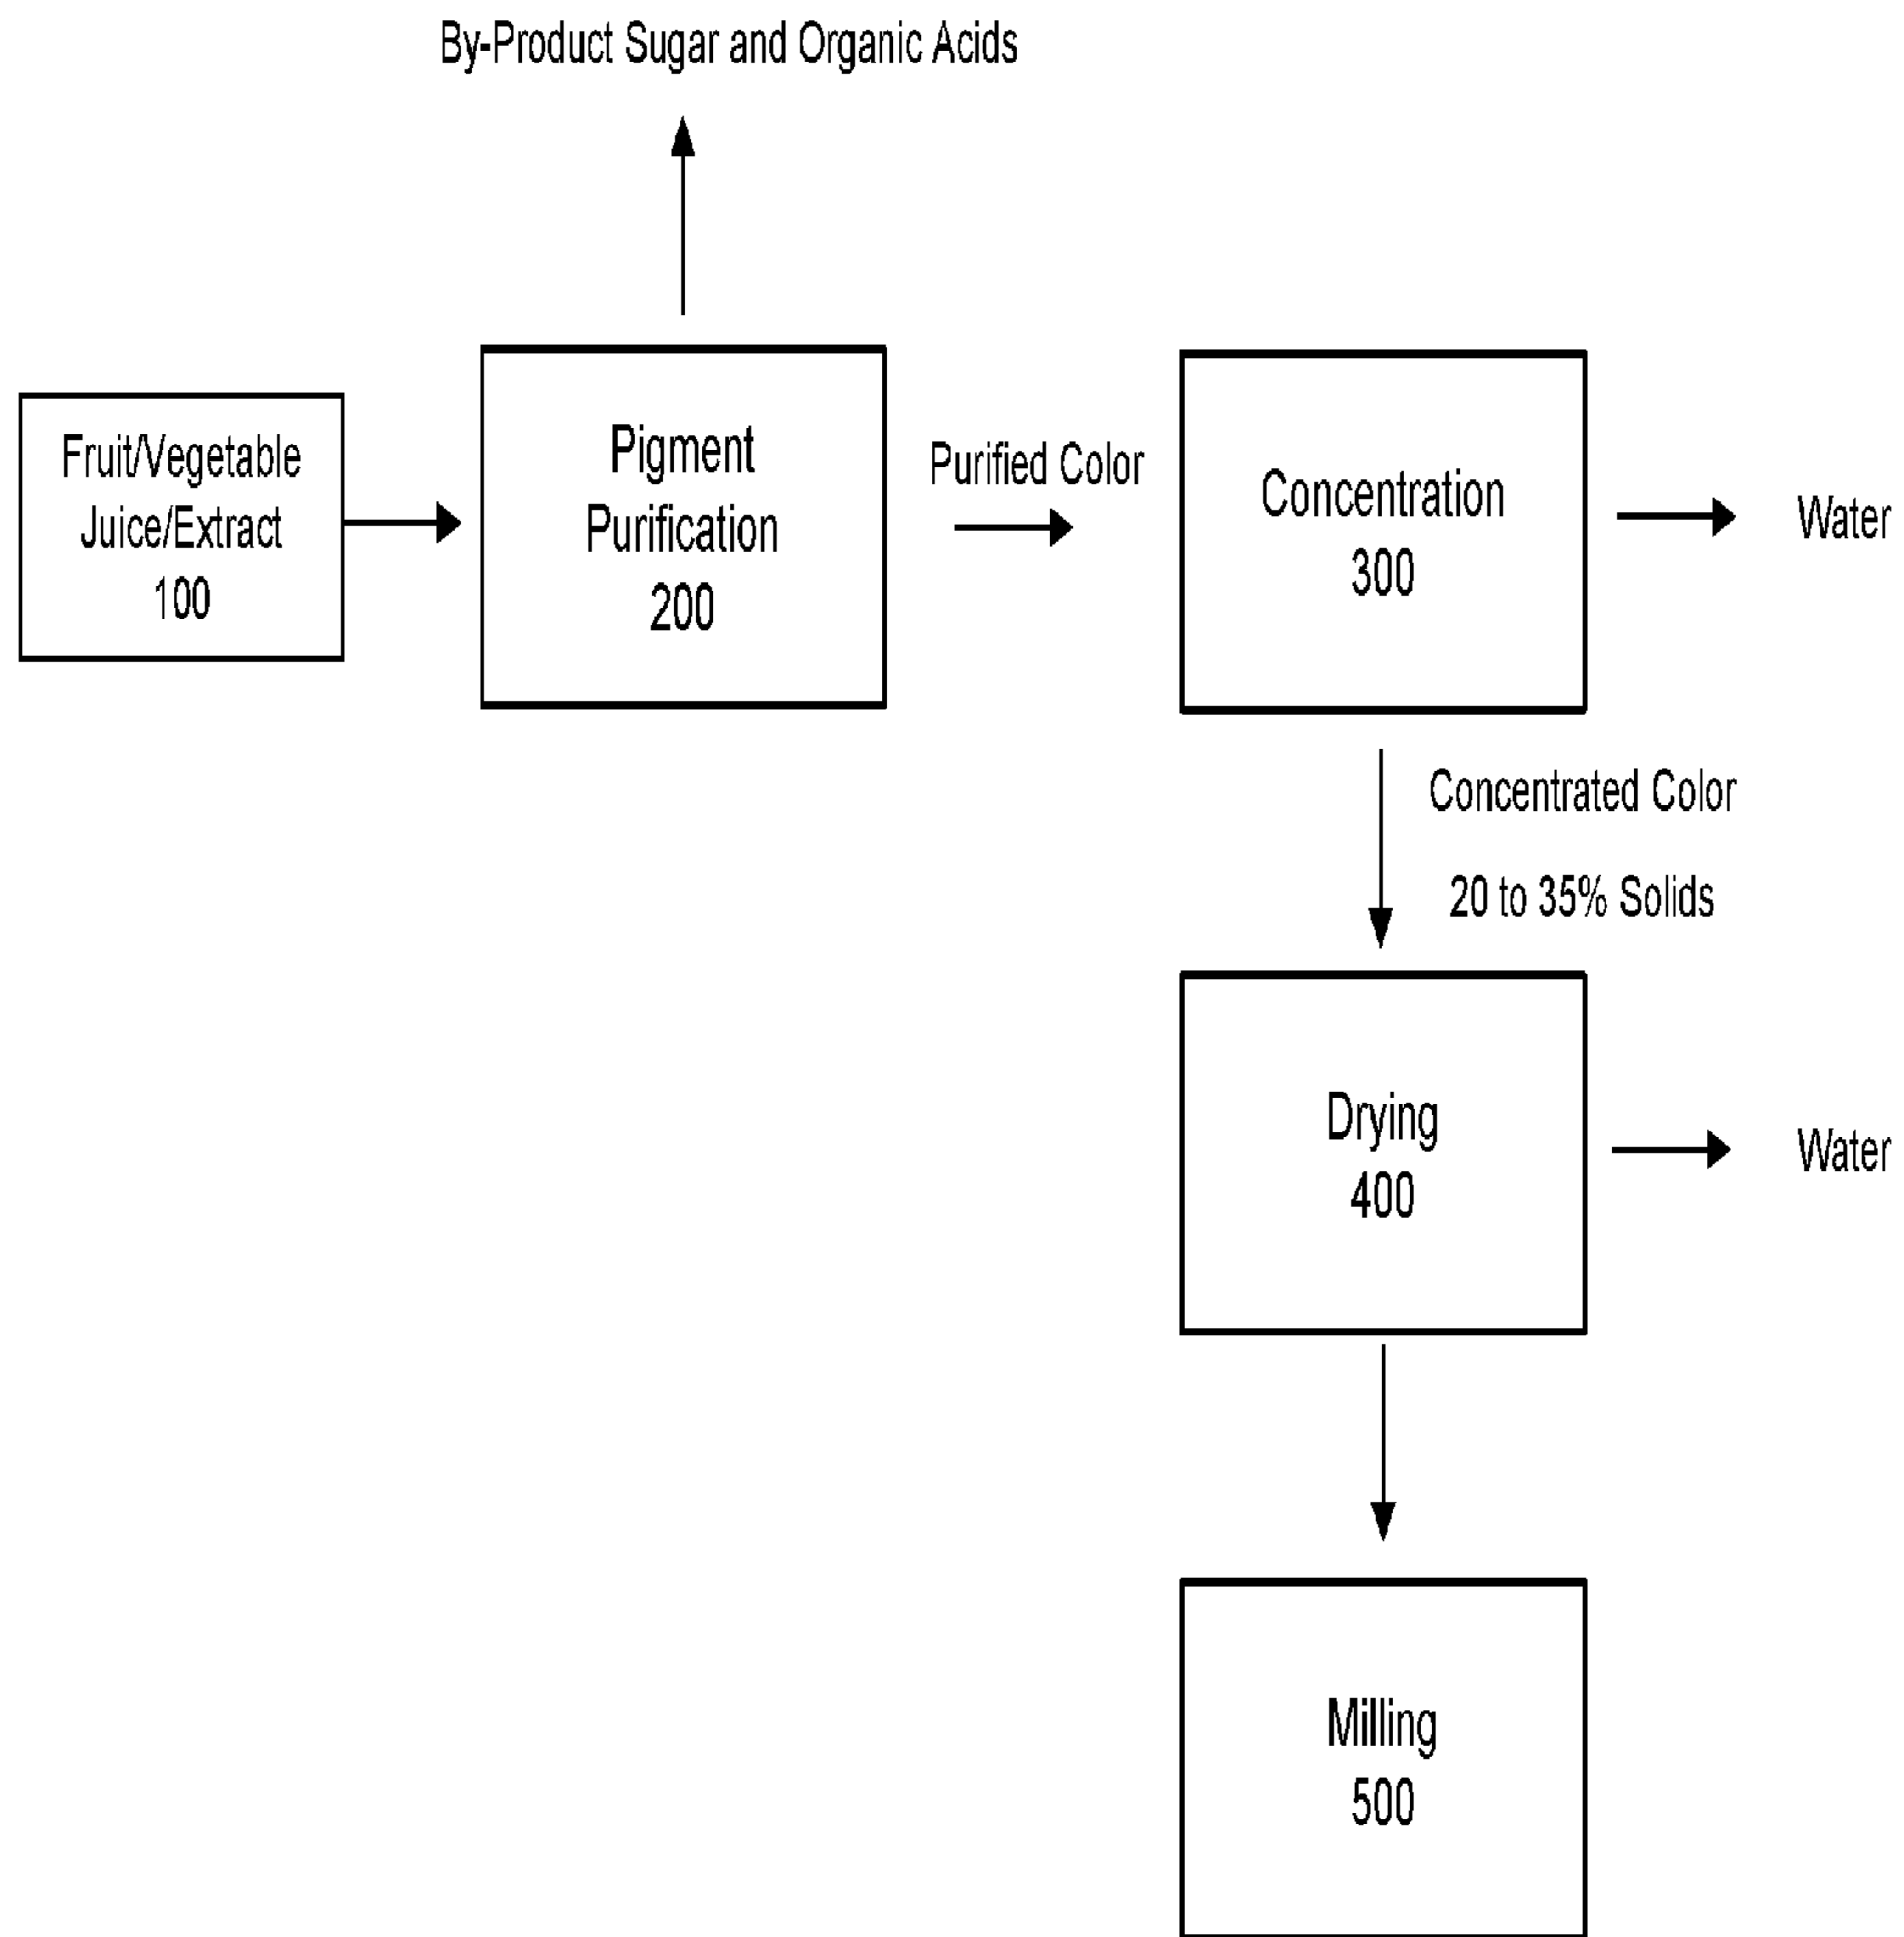 By-Product Sugar and Organic Acids
Fruit/Vegetable
Juice/Extract
100
Pigment
Purification
200
Purified Color
Concentration
300
Water
Concentrated Color
20 to 35% Solids
Drying
400
Water
Milling
500